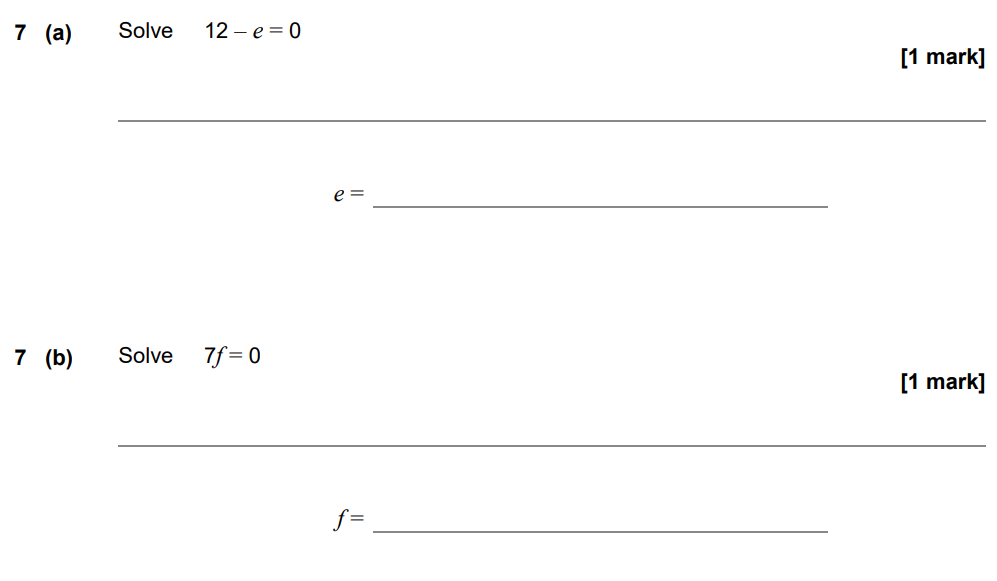 7 (a) Solve 12 – e = 0
[1 mark]
e =
7 (b) Solve 7f = 0
[1 mark]
f =